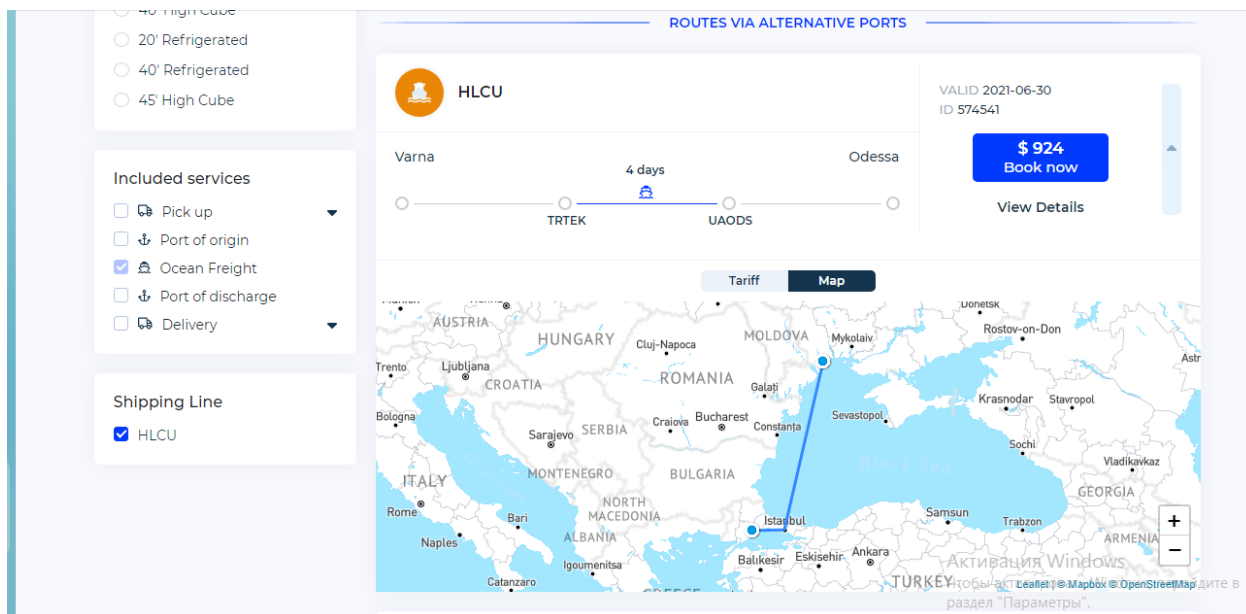 40' High Cube
20' Refrigerated
40' Refrigerated
45' High Cube
Included services
Pick up
Port of origin
Ocean Freight
Port of discharge
Delivery
Shipping Line
HLCU
ROUTES VIA ALTERNATIVE PORTS
HLCU
VALID 2021-06-30
ID 574541
$ 924
Book now
View Details
Varna
Odessa
4 days
TRTEK
UAODS
Tariff
Map
Donetsk
AUSTRIA
HUNGARY
Cluj-Napoca
MOLDOVA
Mykolaiv
Rostov-on-Don
Trento
Ljubljana
Astr
CROATIA
ROMANIA
Galați
Krasnodar
Stavropol
Bologna
Sarajevo
SERBIA
Craiova
Bucharest
Constanța
Sevastopol
Sochi
Black Sea
Vladikavkaz
ITALY
MONTENEGRO
BULGARIA
GEORGIA
Rome
Bari
NORTH
MACEDONIA
Istanbul
Samsun
Trabzon
+
Naples
ALBANIA
ARMENIA
−
Igoumenitsa
Balıkesir
Eskisehir
Ankara
Catanzaro
GREECE
TURKEY
Активация Windows
Leaflet | © Mapbox © OpenStreetMap
раздел "Параметры".